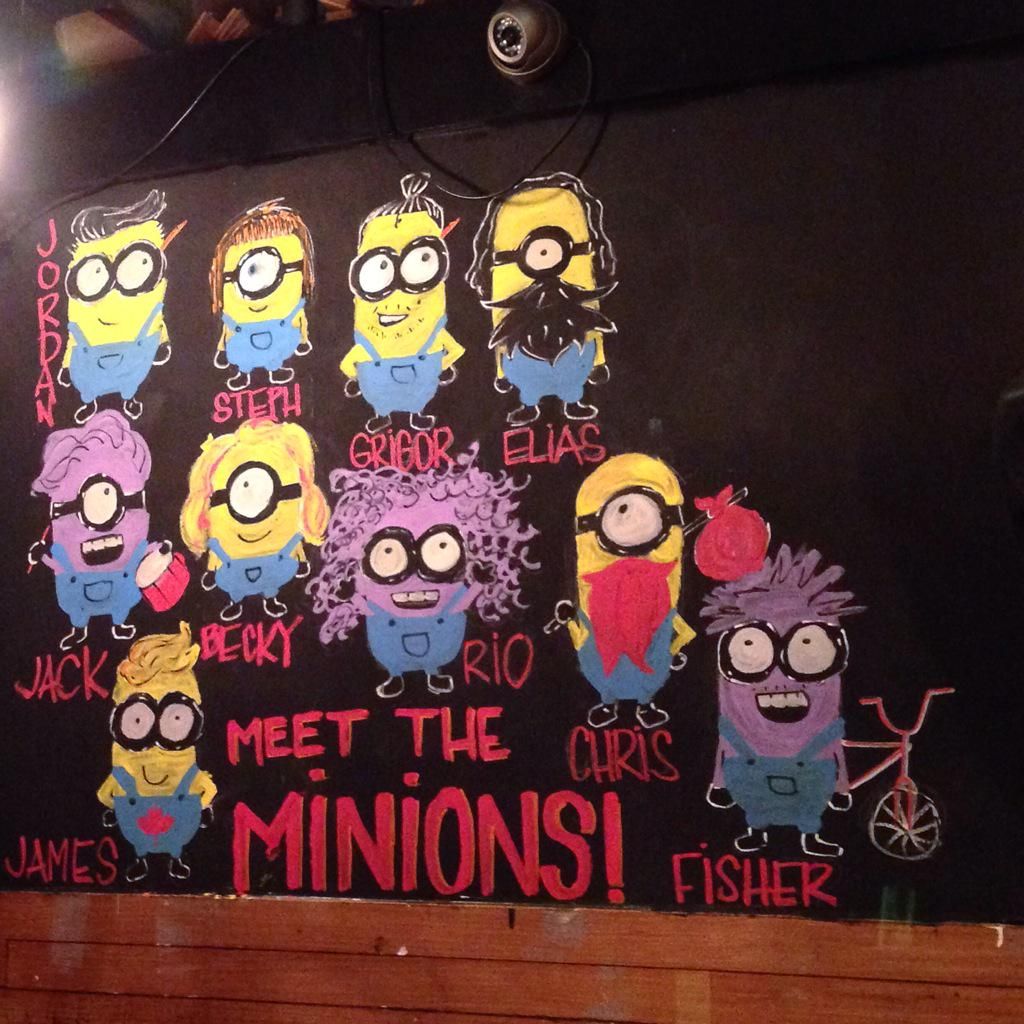 JORDAN
STEPH
GRIGOR
ELIAS
JACK
BECKY
RIO
CHRIS
JAMES
FiSHER
MEET THE
MiNiONS!